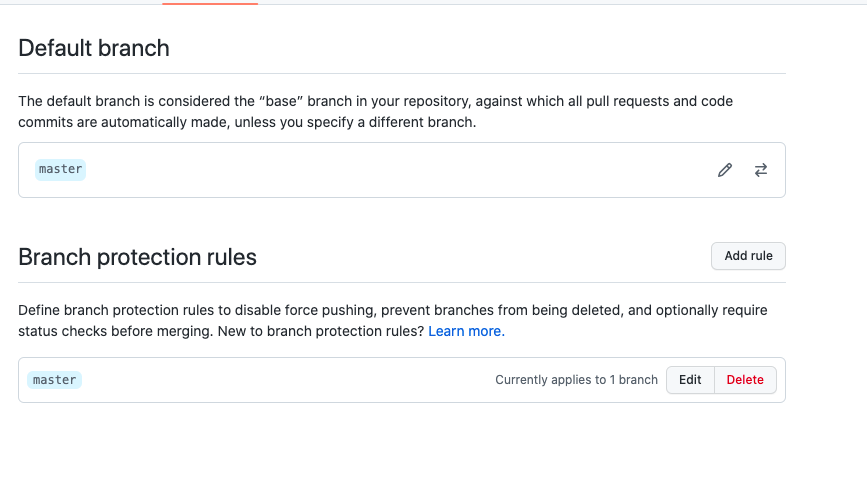 Default branch
The default branch is considered the “base” branch in your repository, against which all pull requests and code
commits are automatically made, unless you specify a different branch.
master
Branch protection rules
Add rule
Define branch protection rules to disable force pushing, prevent branches from being deleted, and optionally require
status checks before merging. New to branch protection rules? Learn more.
master Currently applies to 1 branch Edit Delete